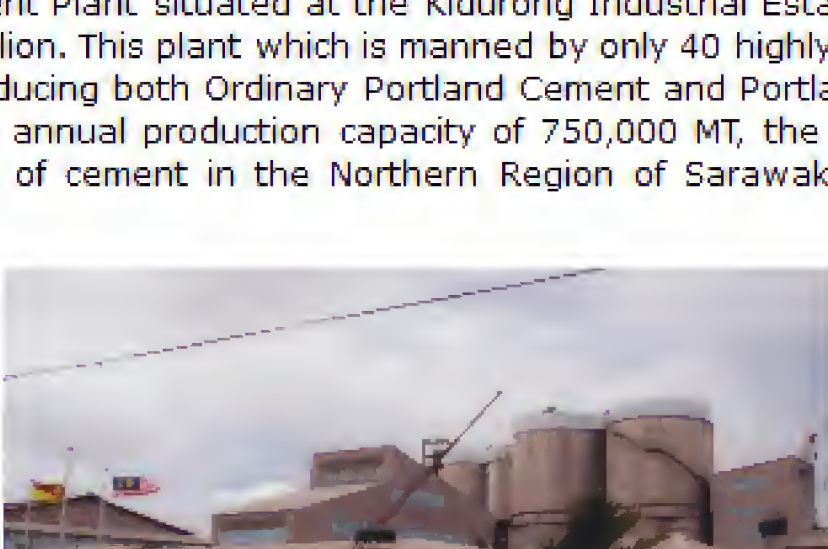 ent Plant situated at the Kidurong Industrial Esta
lion. This plant which is manned by only 40 highly
ducing both Ordinary Portland Cement and Portla
annual production capacity of 750,000 MT, the
of cement in the Northern Region of Sarawak